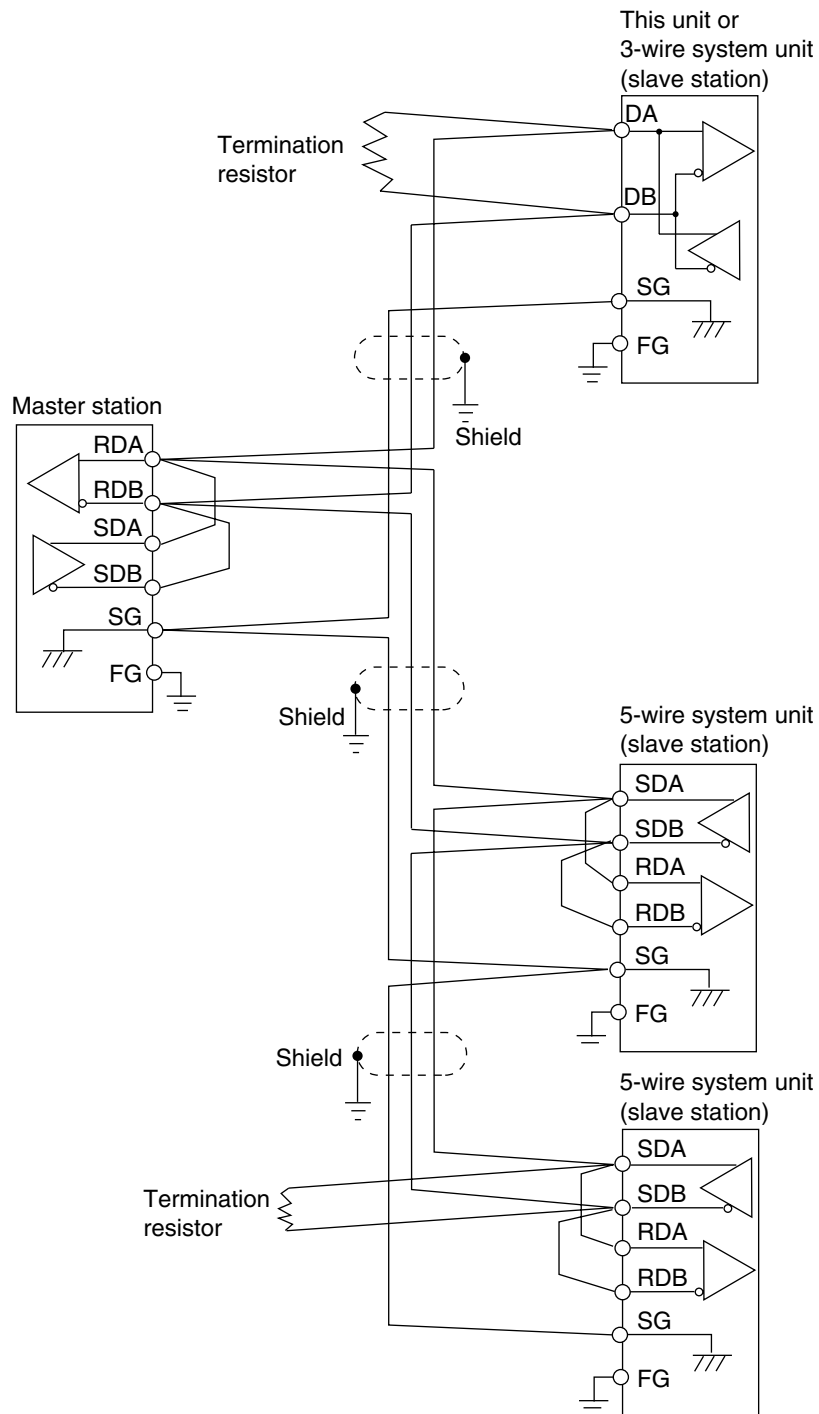 This unit or
3-wire system unit
(slave station)
DA
Termination
resistor
DB
SG
FG
Shield
Master station
RDA
RDB
SDA
SDB
SG
FG
Shield
5-wire system unit
(slave station)
SDA
SDB
RDA
RDB
SG
FG
Shield
5-wire system unit
(slave station)
SDA
SDB
Termination
resistor
RDA
RDB
SG
FG